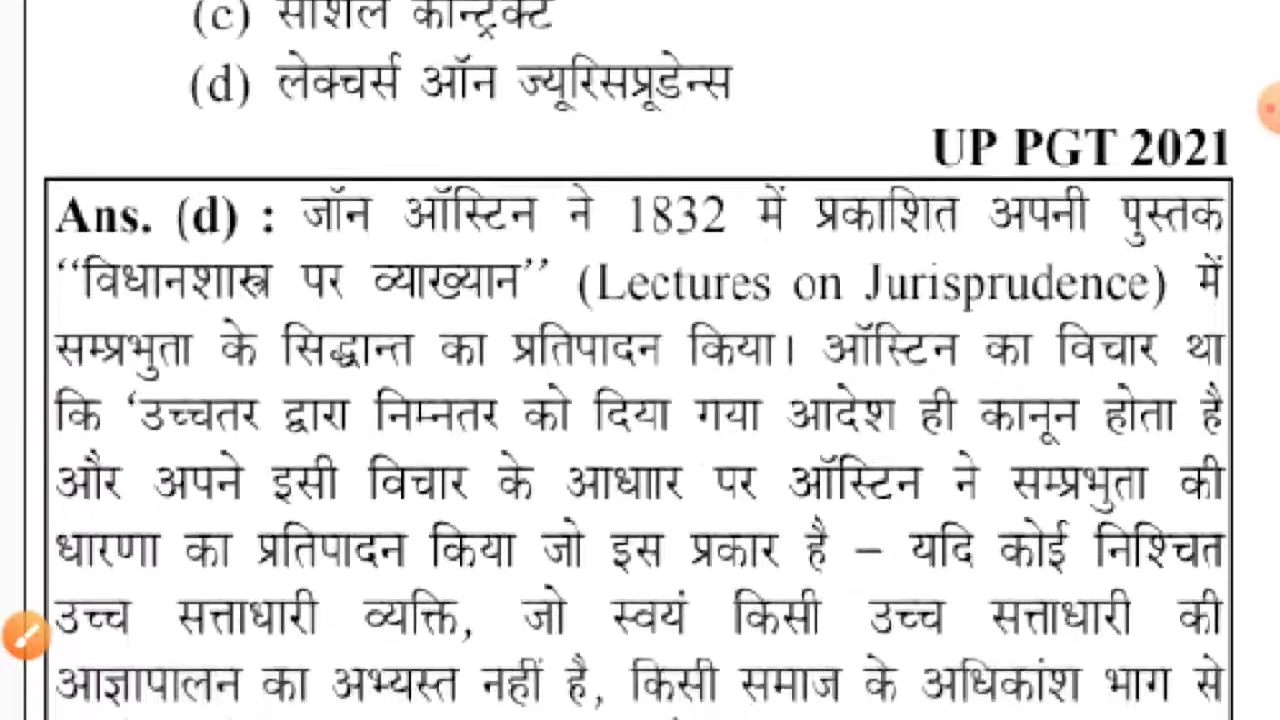 (c) सोशल कॉन्ट्रेक्ट
(d) लेक्चर्स ऑन ज्यूरिसप्रूडेन्स
UP PGT 2021
Ans. (d) : जॉन ऑस्टिन ने 1832 में प्रकाशित अपनी पुस्तक
‘‘विधानशास्त्र पर व्याख्यान’’ (Lectures on Jurisprudence) में
सम्प्रभुता के सिद्धान्त का प्रतिपादन किया। ऑस्टिन का विचार था
कि ‘उच्चतर द्वारा निम्नतर को दिया गया आदेश ही कानून होता है
और अपने इसी विचार के आधाार पर ऑस्टिन ने सम्प्रभुता की
धारणा का प्रतिपादन किया जो इस प्रकार है – यदि कोई निश्चित
उच्च सत्ताधारी व्यक्ति, जो स्वयं किसी उच्च सत्ताधारी की
आज्ञापालन का अभ्यस्त नहीं है, किसी समाज के अधिकांश भाग से